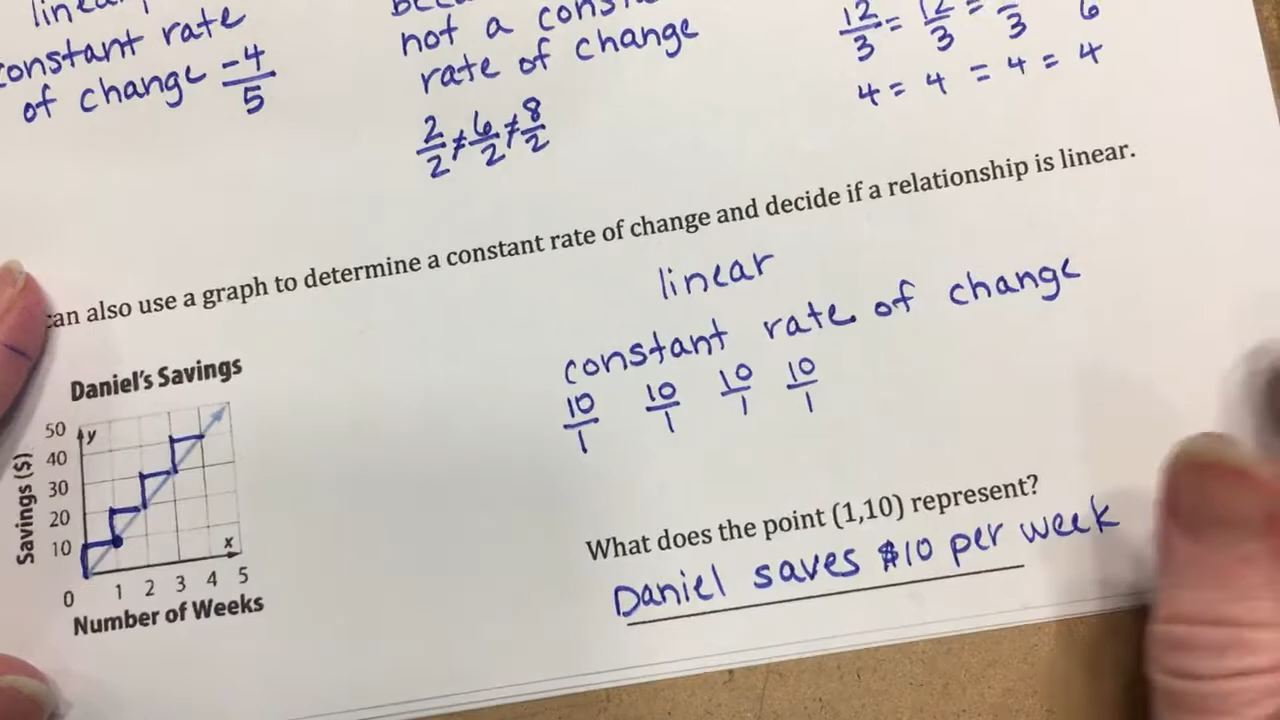 constant rate
of change -4/5
not a
rate of change
2/2 ≠ 6/2 ≠ 8/2
12/3 = 12/3 =
4 = 4 = 4 = 4
can also use a graph to determine a constant rate of change and decide if a relationship is linear.
linear
constant rate of change
10/1 10/1 10/1 10/1
Daniel's Savings
Savings ($)
50 y
40
30
20
10
x
0 1 2 3 4 5
Number of Weeks
What does the point (1,10) represent?
Daniel saves $10 per week